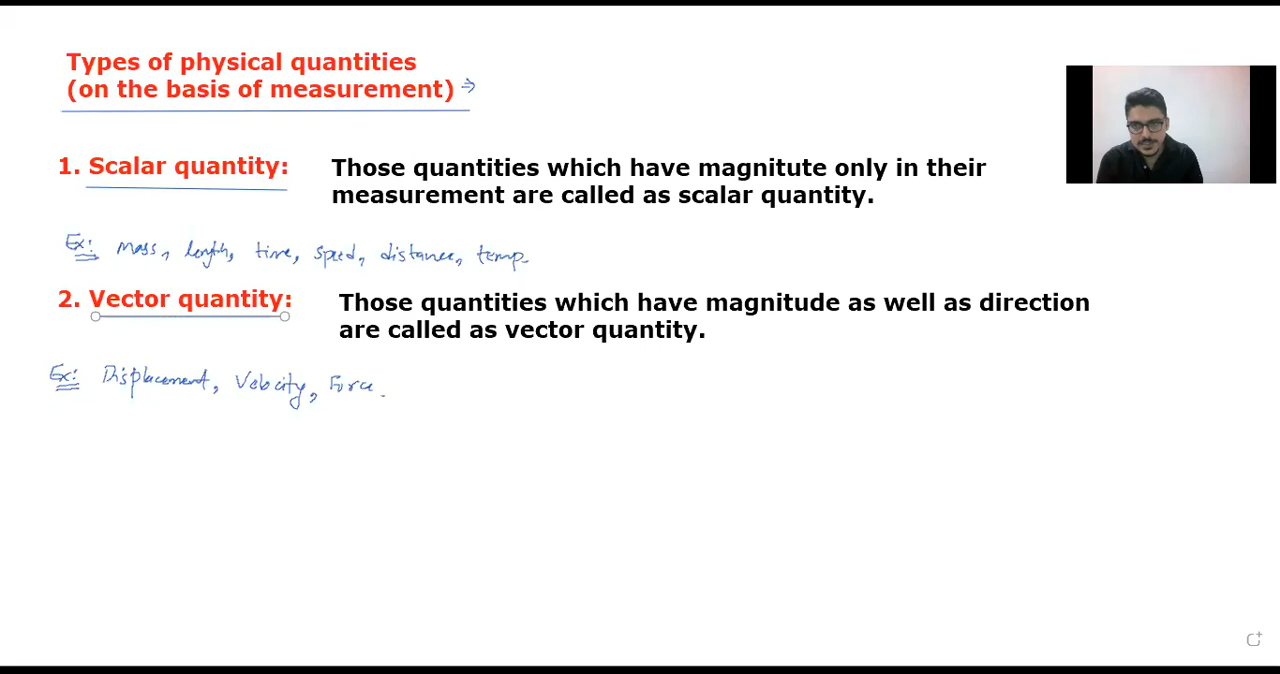 Types of physical quantities
(on the basis of measurement) ⇒
1. Scalar quantity:
Those quantities which have magnitute only in their
measurement are called as scalar quantity.
Ex: Mass, length, time, Speed, distance, temp.
2. Vector quantity:
Those quantities which have magnitude as well as direction
are called as vector quantity.
Ex: Displacement, Velocity, Force.